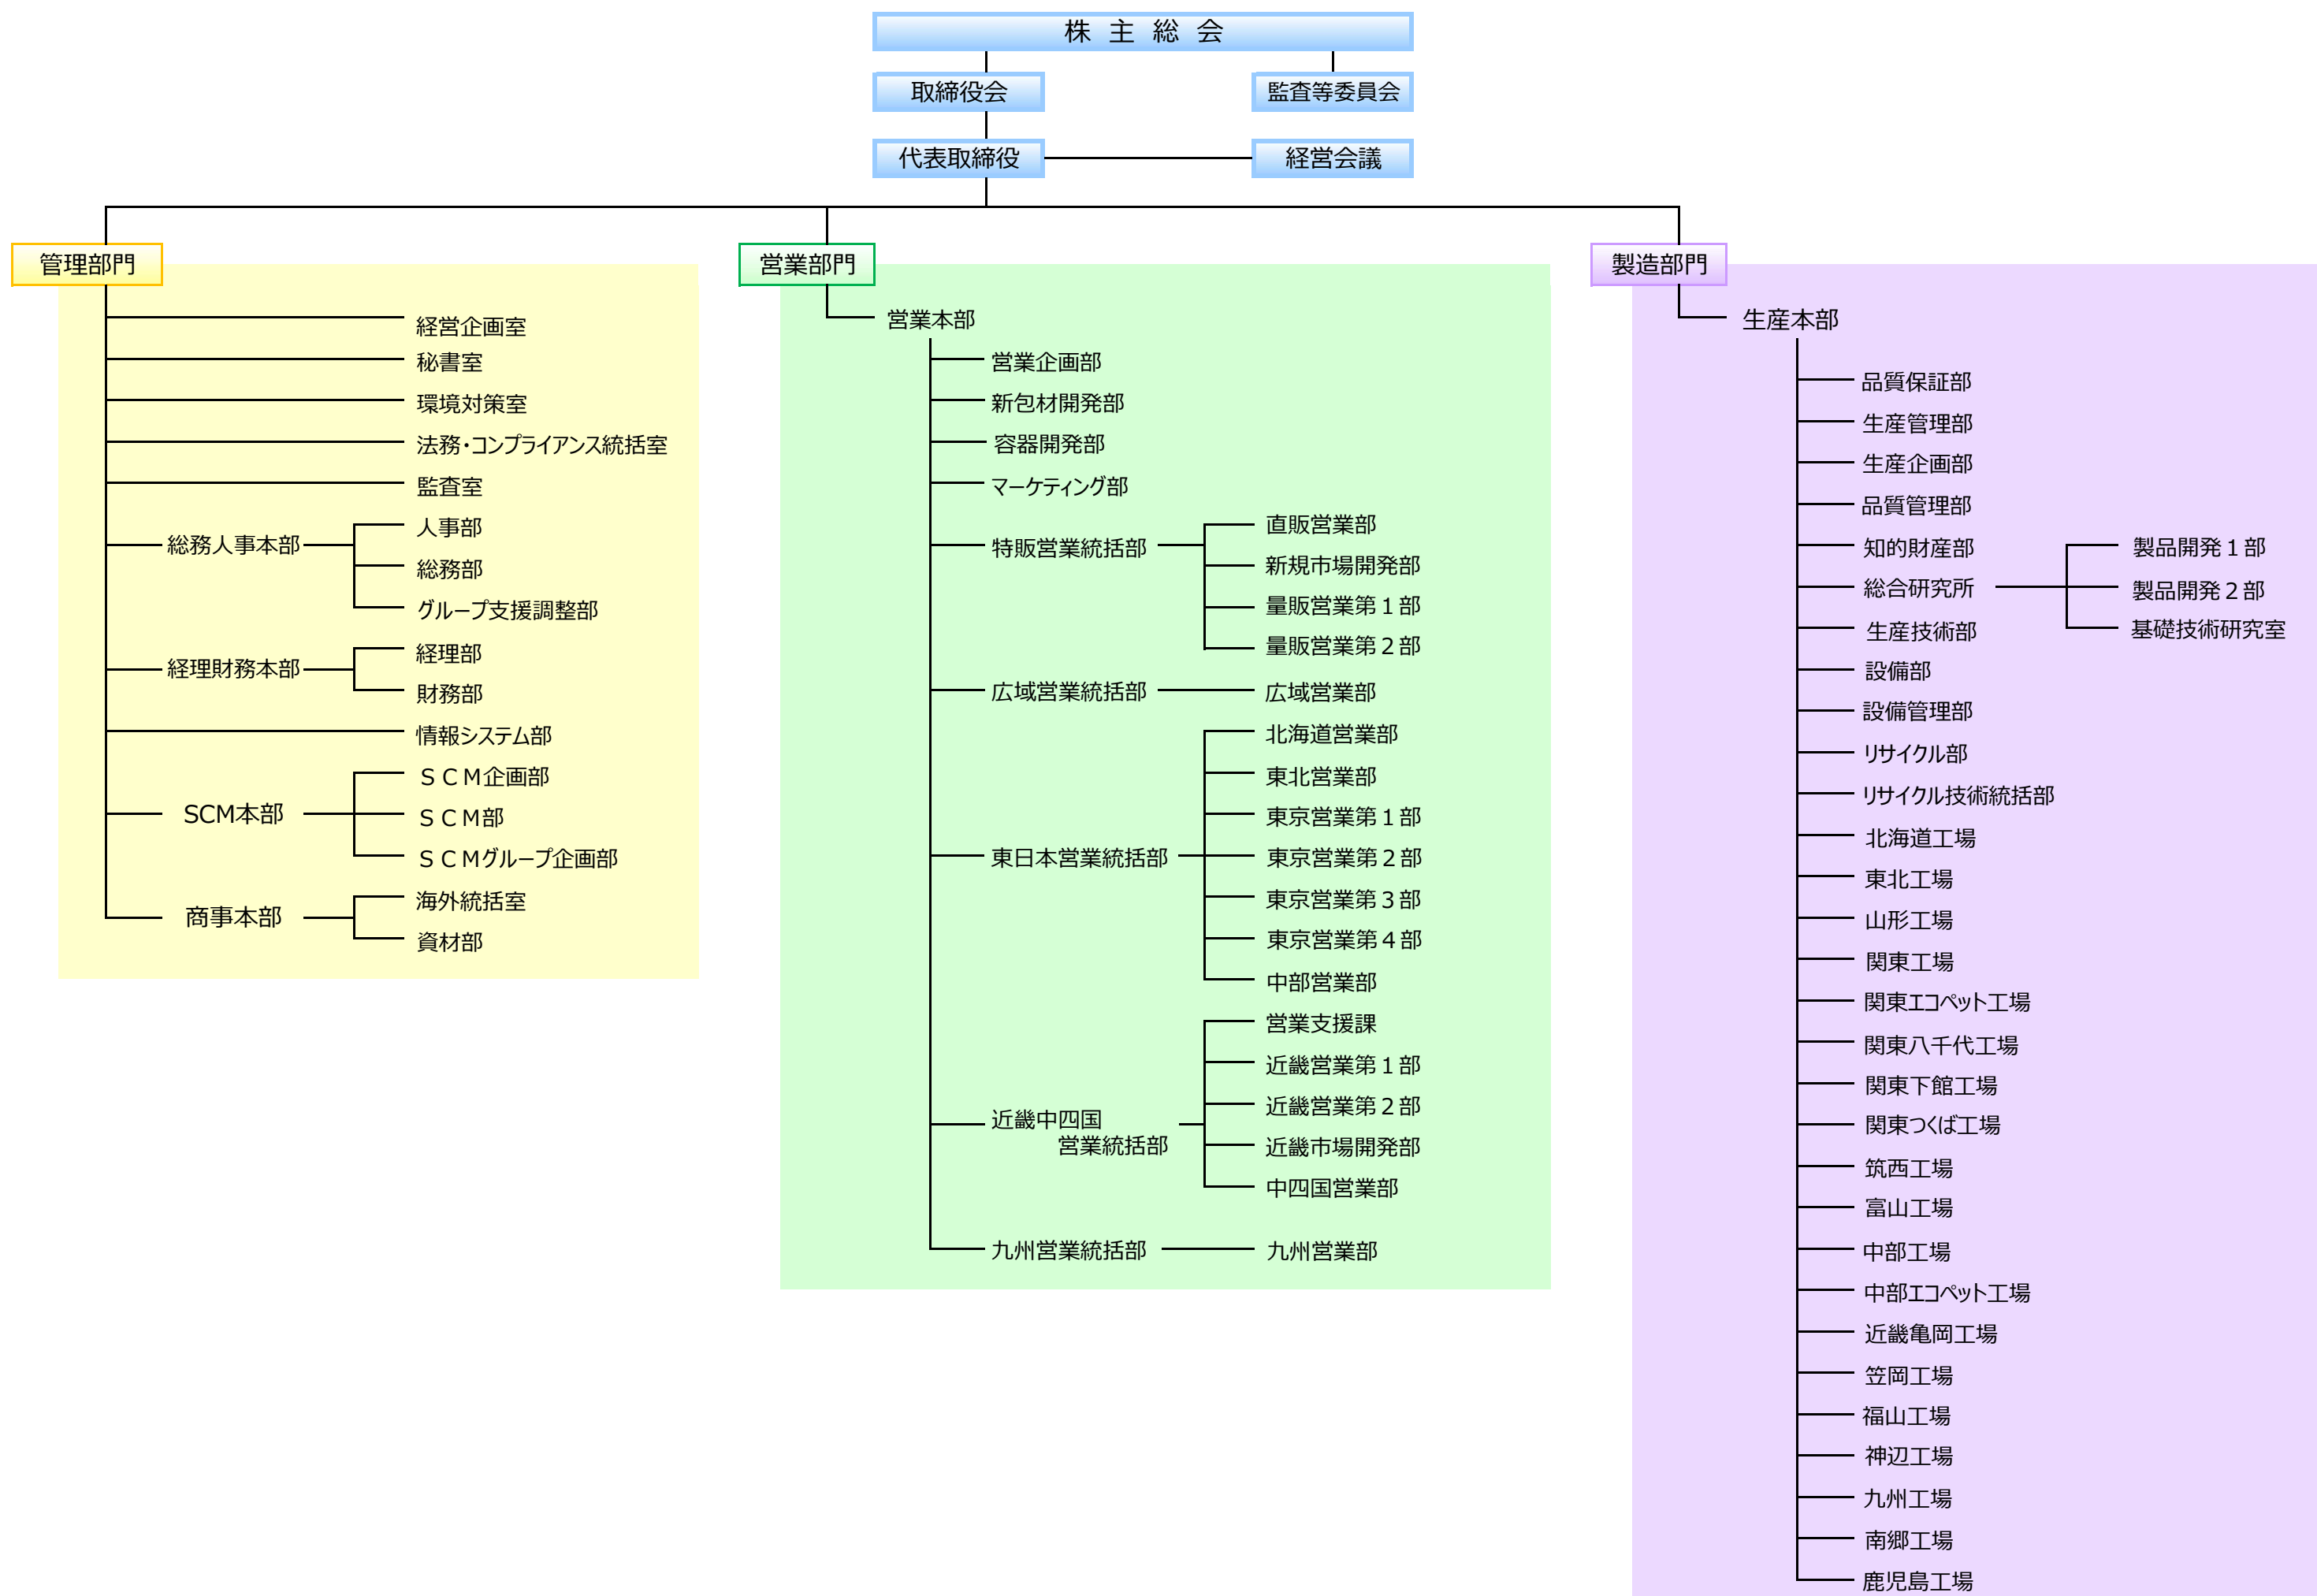 株 主 総 会
取締役会
監査等委員会
代表取締役
経営会議
管理部門
経営企画室
秘書室
環境対策室
法務・コンプライアンス統括室
監査室
総務人事本部
人事部
総務部
グループ支援調整部
経理財務本部
経理部
財務部
情報システム部
SCM本部
ＳＣＭ企画部
ＳＣＭ部
ＳＣＭグループ企画部
商事本部
海外統括室
資材部
営業部門
営業本部
営業企画部
新包材開発部
容器開発部
マーケティング部
特販営業統括部
直販営業部
新規市場開発部
量販営業第１部
量販営業第２部
広域営業統括部
広域営業部
東日本営業統括部
北海道営業部
東北営業部
東京営業第１部
東京営業第２部
東京営業第３部
東京営業第４部
中部営業部
近畿中四国
営業統括部
営業支援課
近畿営業第１部
近畿営業第２部
近畿市場開発部
中四国営業部
九州営業統括部
九州営業部
製造部門
生産本部
品質保証部
生産管理部
生産企画部
品質管理部
知的財産部
総合研究所
製品開発１部
製品開発２部
基礎技術研究室
生産技術部
設備部
設備管理部
リサイクル部
リサイクル技術統括部
北海道工場
東北工場
山形工場
関東工場
関東エコペット工場
関東八千代工場
関東下館工場
関東つくば工場
筑西工場
富山工場
中部工場
中部エコペット工場
近畿亀岡工場
笠岡工場
福山工場
神辺工場
九州工場
南郷工場
鹿児島工場